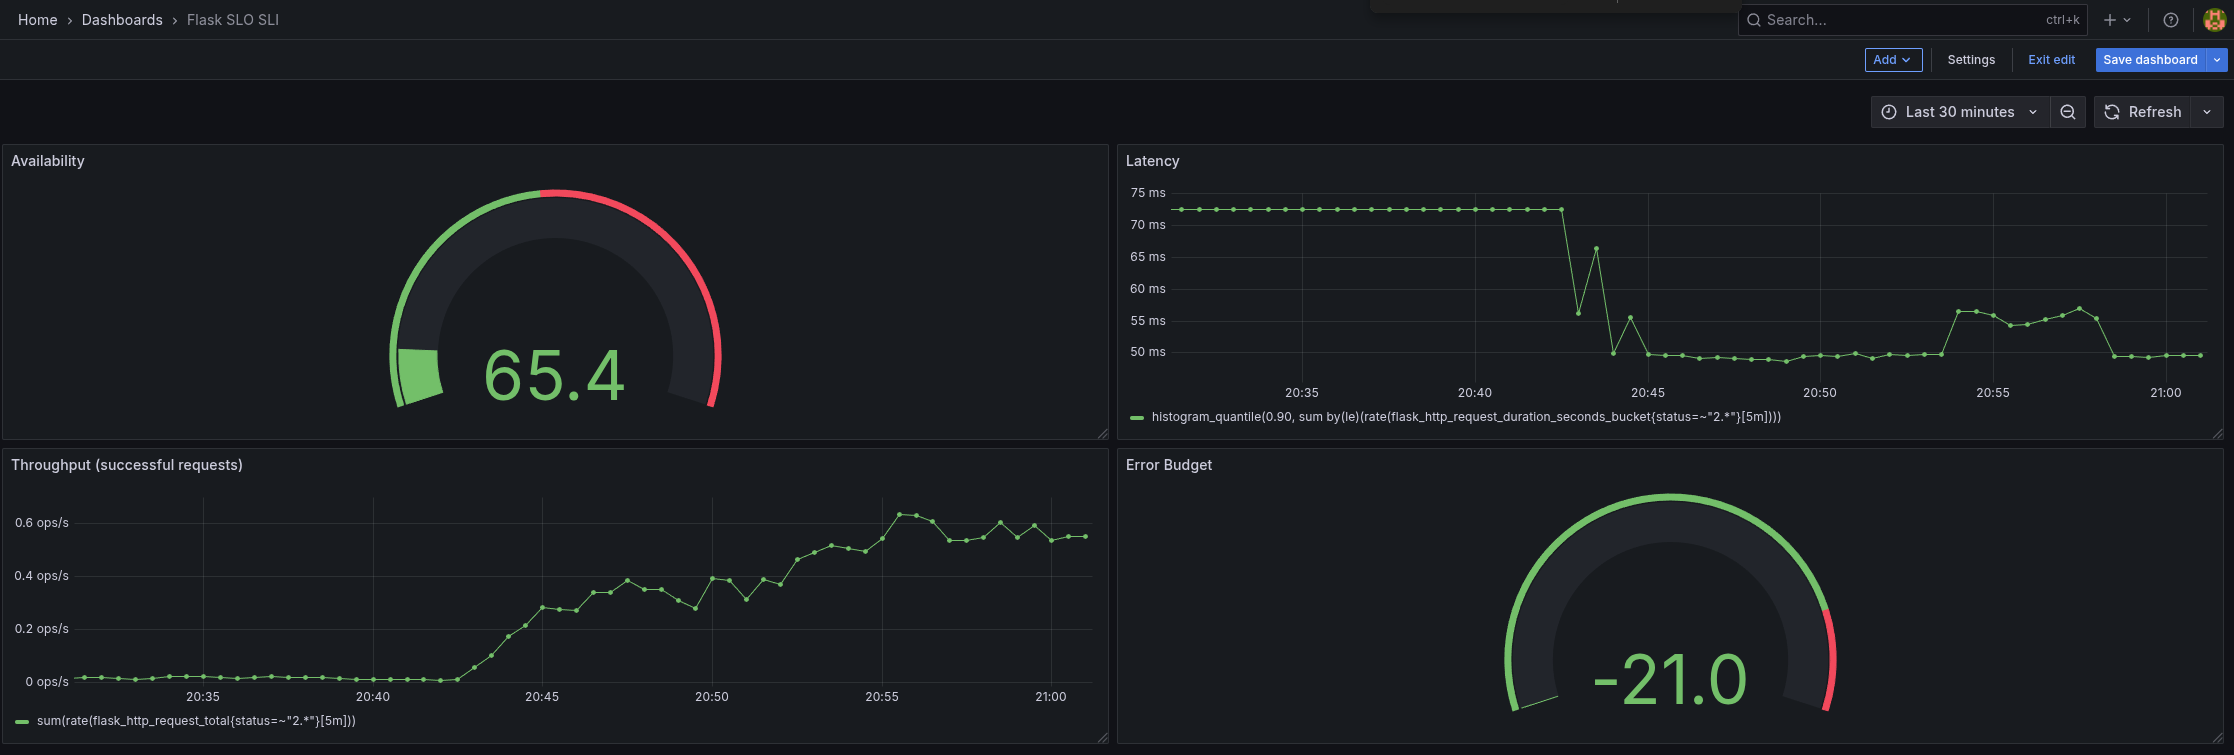 Home › Dashboards › Flask SLO SLI
Search... ctrl+k
Add Settings Exit edit Save dashboard
Last 30 minutes Refresh
Availability
65.4
Latency
75 ms
70 ms
65 ms
60 ms
55 ms
50 ms
20:35 20:40 20:45 20:50 20:55 21:00
histogram_quantile(0.90, sum by(le)(rate(flask_http_request_duration_seconds_bucket{status=~"2.*"}[5m])))
Throughput (successful requests)
0.6 ops/s
0.4 ops/s
0.2 ops/s
0 ops/s
20:35 20:40 20:45 20:50 20:55 21:00
sum(rate(flask_http_request_total{status=~"2.*"}[5m]))
Error Budget
-21.0